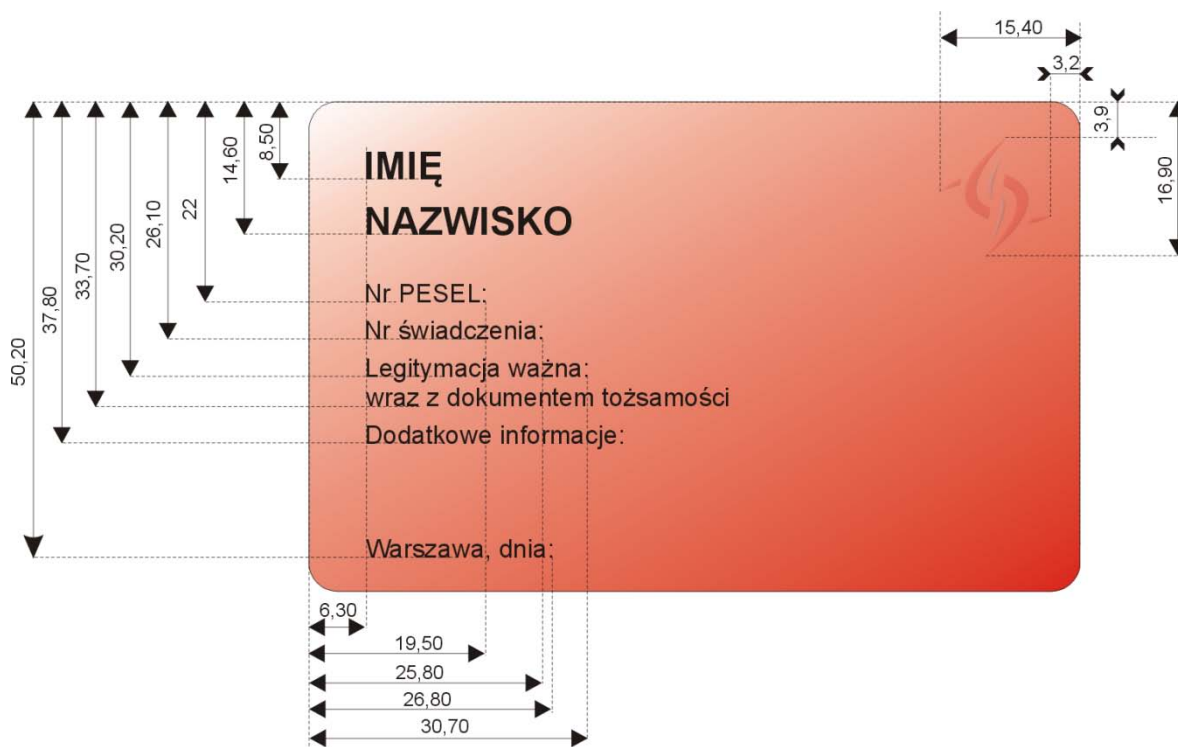 15,40
3,2
3,9
16,90
8,50
14,60
22
26,10
30,20
33,70
37,80
50,20
IMIĘ
NAZWISKO
Nr PESEL:
Nr świadczenia:
Legitymacja ważna:
wraz z dokumentem tożsamości
Dodatkowe informacje:
Warszawa, dnia:
6,30
19,50
25,80
26,80
30,70